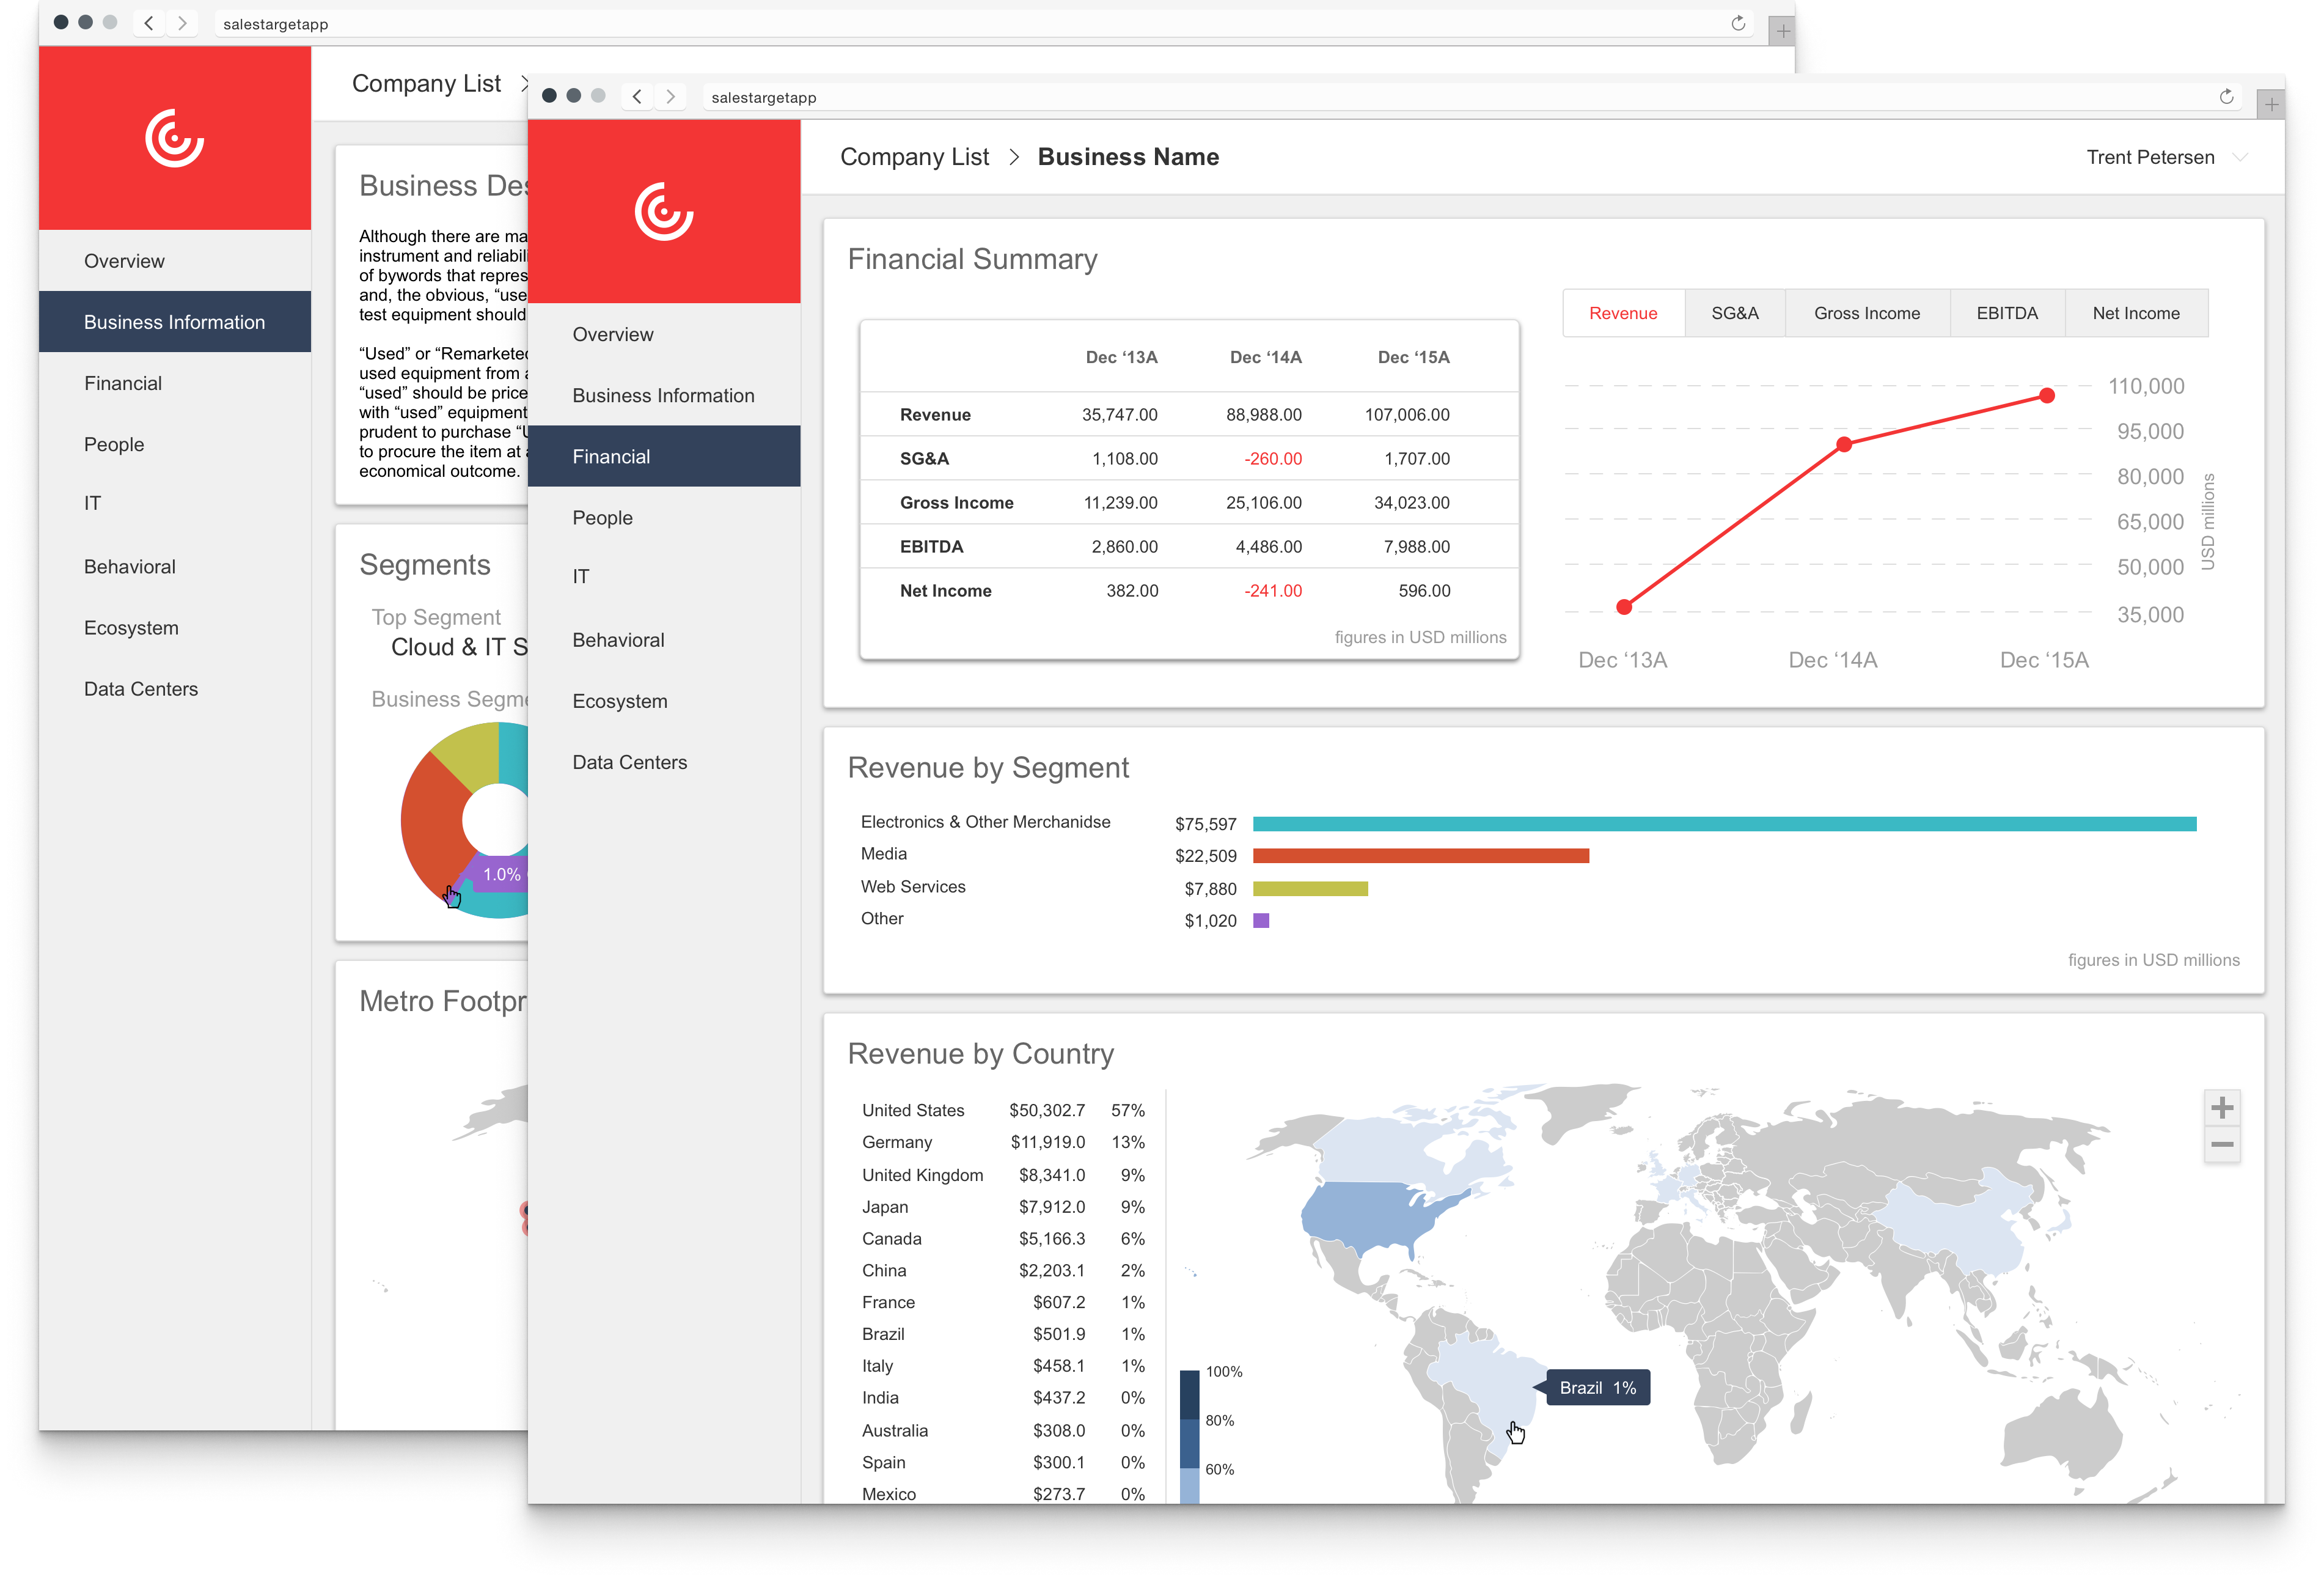 salestargetapp
Company List >
Overview
Business Information
Financial
People
IT
Behavioral
Ecosystem
Data Centers
Business
Although there are
instrument and
of bywords that
and, the obvious,
test equipment should
“Used” or
used equipment from
“used” should be
with “used” equipment
prudent to purchase
to procure the item at
economical outcome.
Segments
Top Segment
Cloud & IT
Business
1.0%
Metro
salestargetapp
Company List > Business Name
Trent Petersen
Overview
Business Information
Financial
People
IT
Behavioral
Ecosystem
Data Centers
Financial Summary
Dec ‘13A Dec ‘14A Dec ‘15A
Revenue 35,747.00 88,988.00 107,006.00
SG&A 1,108.00 -260.00 1,707.00
Gross Income 11,239.00 25,106.00 34,023.00
EBITDA 2,860.00 4,486.00 7,988.00
Net Income 382.00 -241.00 596.00
figures in USD millions
Revenue SG&A Gross Income EBITDA Net Income
110,000
95,000
80,000
65,000
50,000
35,000
USD millions
Dec ‘13A Dec ‘14A Dec ‘15A
Revenue by Segment
Electronics & Other Merchanidse $75,597
Media $22,509
Web Services $7,880
Other $1,020
figures in USD millions
Revenue by Country
United States $50,302.7 57%
Germany $11,919.0 13%
United Kingdom $8,341.0 9%
Japan $7,912.0 9%
Canada $5,166.3 6%
China $2,203.1 2%
France $607.2 1%
Brazil $501.9 1%
Italy $458.1 1%
India $437.2 0%
Australia $308.0 0%
Spain $300.1 0%
Mexico $273.7 0%
100%
80%
60%
Brazil 1%